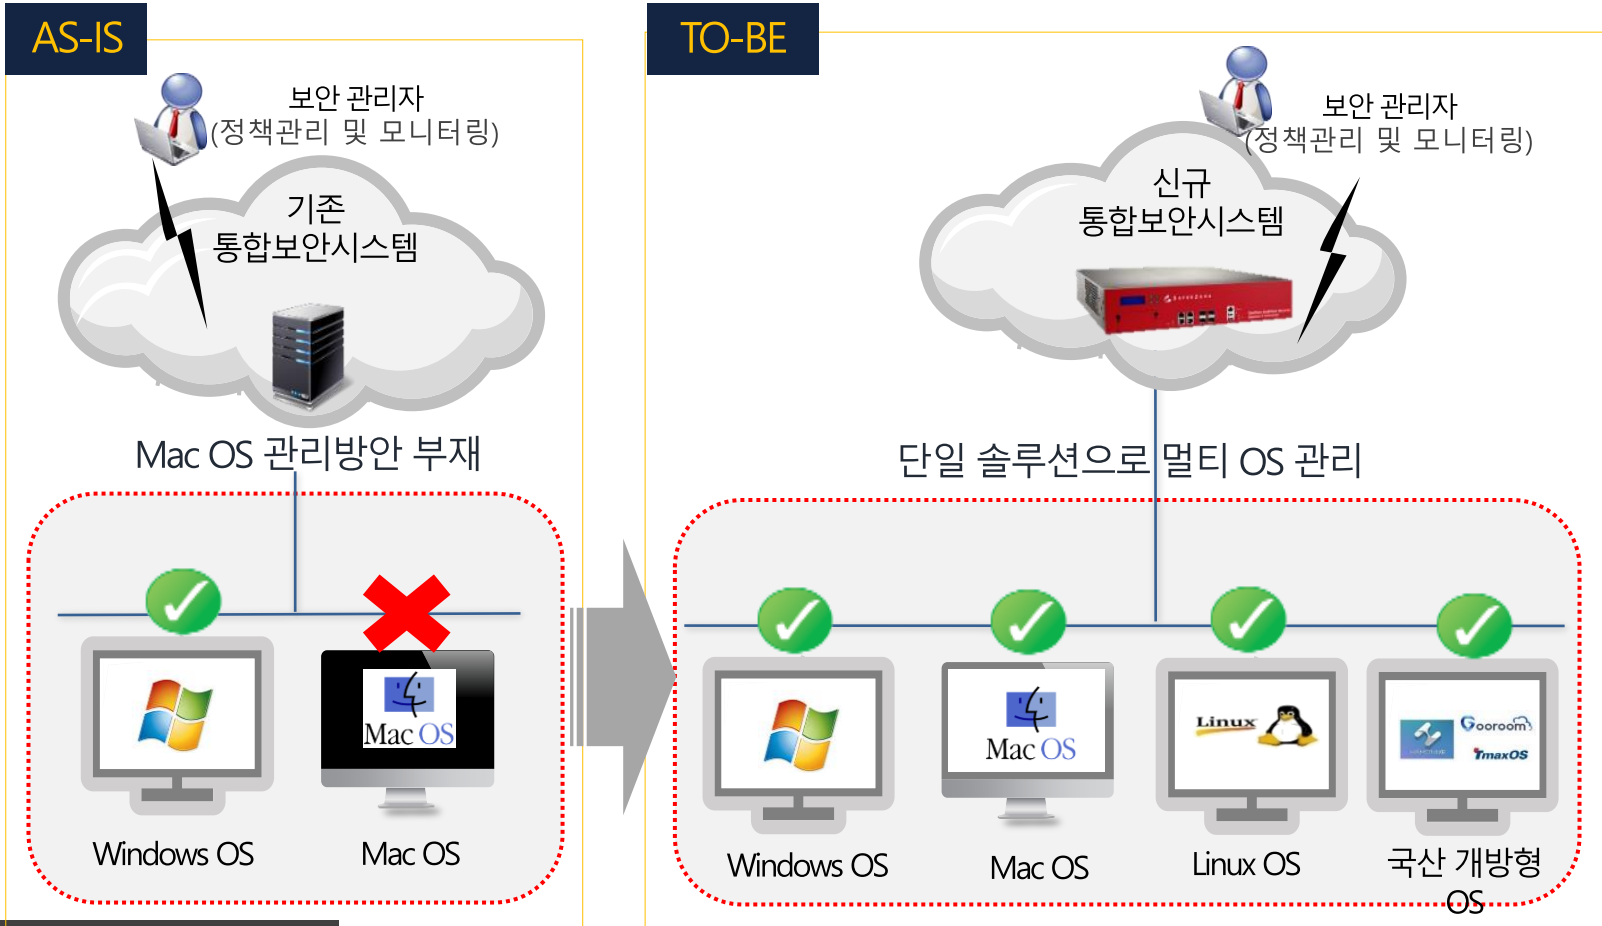 AS-IS
보안 관리자
(정책관리 및 모니터링)
기존
통합보안시스템
Mac OS 관리방안 부재
Mac OS
Windows OS
Mac OS
TO-BE
보안 관리자
(정책관리 및 모니터링)
신규
통합보안시스템
단일 솔루션으로 멀티 OS 관리
Mac OS
Linux
Gooroom
TmaxOS
Windows OS
Mac OS
Linux OS
국산 개방형
OS